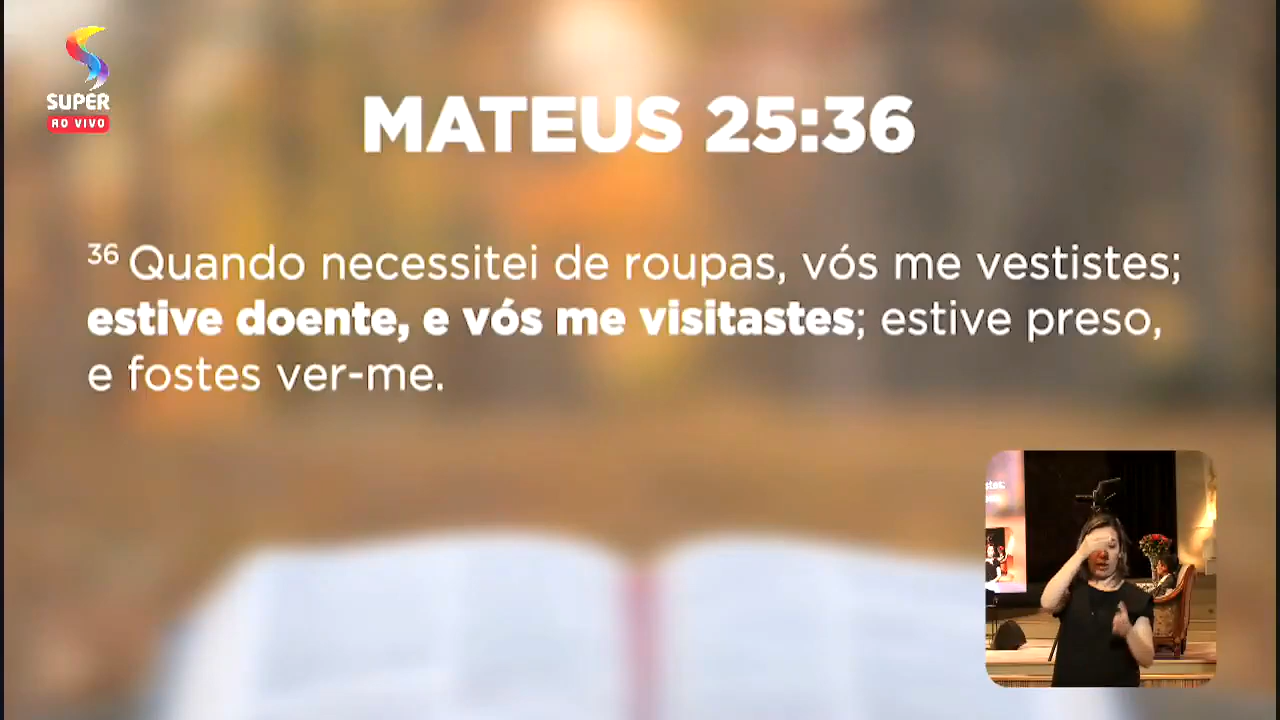 SUPER
AO VIVO
MATEUS 25:36
36 Quando necessitei de roupas, vós me vestistes;
estive doente, e vós me visitastes; estive preso,
e fostes ver-me.